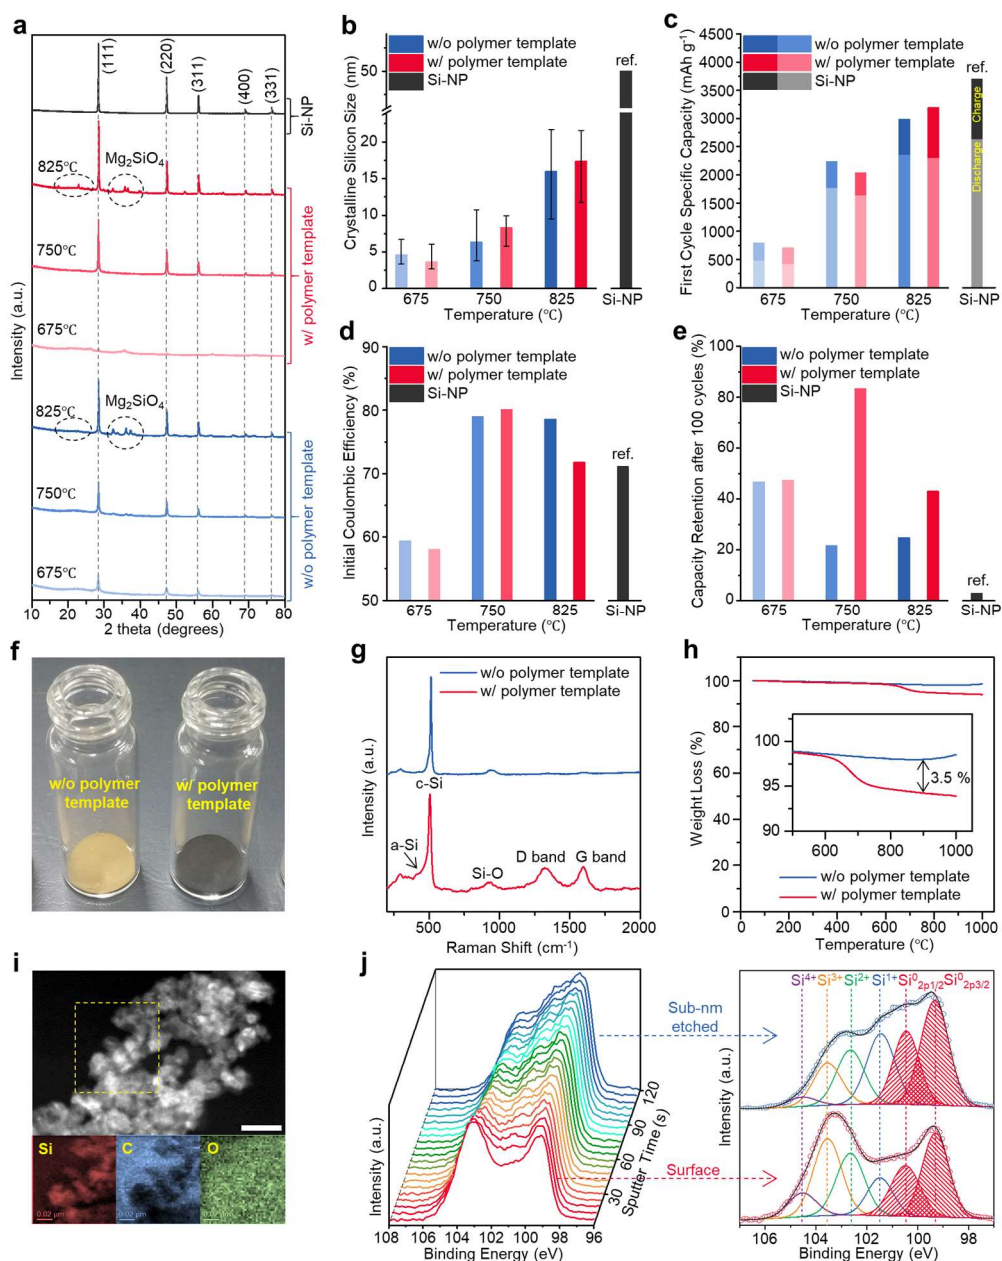 a
(111)
(220)
(311)
(400)
(331)
Si-NP
825℃
Mg2SiO4
750℃
675℃
w/ polymer template
825℃
Mg2SiO4
750℃
675℃
w/o polymer template
Intensity (a.u.)
10 20 30 40 50 60 70 80
2 theta (degrees)
b
w/o polymer template
w/ polymer template
Si-NP
ref.
Crystalline Silicon Size (nm)
50
20
15
10
5
0
675 750 825 Si-NP
Temperature (℃)
c
w/o polymer template
w/ polymer template
Si-NP
ref.
Charge
Discharge
First Cycle Specific Capacity (mAh g-1)
4500
4000
3500
3000
2500
2000
1500
1000
500
0
675 750 825 Si-NP
Temperature (℃)
d
w/o polymer template
w/ polymer template
Si-NP
ref.
Initial Coulombic Efficiency (%)
90
80
70
60
50
675 750 825 Si-NP
Temperature (℃)
e
w/o polymer template
w/ polymer template
Si-NP
ref.
Capacity Retention after 100 cycles (%)
100
80
60
40
20
0
675 750 825 Si-NP
Temperature (℃)
f
w/o polymer
template
w/ polymer
template
g
w/o polymer template
w/ polymer template
c-Si
a-Si
Si-O
D band
G band
Intensity (a.u.)
500 1000 1500 2000
Raman Shift (cm-1)
h
Weight Loss (%)
100
80
60
40
20
0
100
95
90
3.5 %
600 800 1000
w/o polymer template
w/ polymer template
0 200 400 600 800 1000
Temperature (℃)
i
Si
C
O
0.02 µm
0.02 µm
0.02 µm
j
Intensity (a.u.)
108 106 104 102 100 98 96
Binding Energy (eV)
30
60
90
120
Sputter Time (s)
Sub-nm
etched
Surface
Si4+ Si3+ Si2+ Si1+ Si0 2p1/2 Si0 2p3/2
Intensity (a.u.)
106 104 102 100 98
Binding Energy (eV)